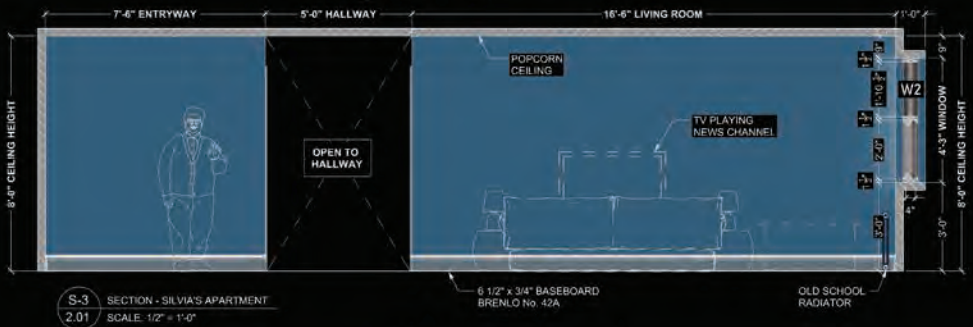 7'-6" ENTRYWAY
5'-0" HALLWAY
16'-6" LIVING ROOM
1'-0"
8'-0" CEILING HEIGHT
POPCORN
CEILING
TV PLAYING
NEWS CHANNEL
OPEN TO
HALLWAY
9"
1'-10
2'-0"
3'-0"
W2
4"
9"
4'-3" WINDOW
3'-0"
8'-0" CEILING HEIGHT
S-3
2.01
SECTION - SILVIA'S APARTMENT
SCALE: 1/2" = 1'-0"
6 1/2" x 3/4" BASEBOARD
BRENLO No. 42A
OLD SCHOOL
RADIATOR